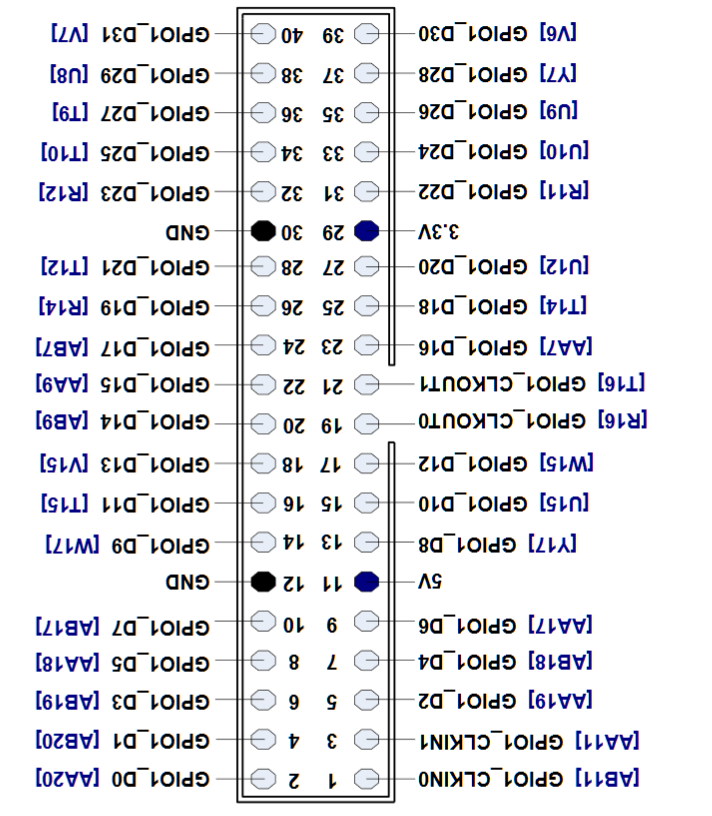 [AB11] GPIO1_CLKIN0 1 2 GPIO1_D0 [AA20]
[AA11] GPIO1_CLKIN1 3 4 GPIO1_D1 [AB20]
[AA19] GPIO1_D2 5 6 GPIO1_D3 [AB19]
[AB18] GPIO1_D4 7 8 GPIO1_D5 [AA18]
[AA17] GPIO1_D6 9 10 GPIO1_D7 [AB17]
5V 11 12 GND
[Y17] GPIO1_D8 13 14 GPIO1_D9 [W17]
[U15] GPIO1_D10 15 16 GPIO1_D11 [T15]
[W15] GPIO1_D12 17 18 GPIO1_D13 [V15]
[R16] GPIO1_CLKOUT0 19 20 GPIO1_D14 [AB9]
[T16] GPIO1_CLKOUT1 21 22 GPIO1_D15 [AA9]
[AA7] GPIO1_D16 23 24 GPIO1_D17 [AB7]
[T14] GPIO1_D18 25 26 GPIO1_D19 [R14]
[U12] GPIO1_D20 27 28 GPIO1_D21 [T12]
3.3V 29 30 GND
[R11] GPIO1_D22 31 32 GPIO1_D23 [R12]
[U10] GPIO1_D24 33 34 GPIO1_D25 [T10]
[U9] GPIO1_D26 35 36 GPIO1_D27 [T9]
[Y7] GPIO1_D28 37 38 GPIO1_D29 [U8]
[V6] GPIO1_D30 39 40 GPIO1_D31 [V7]